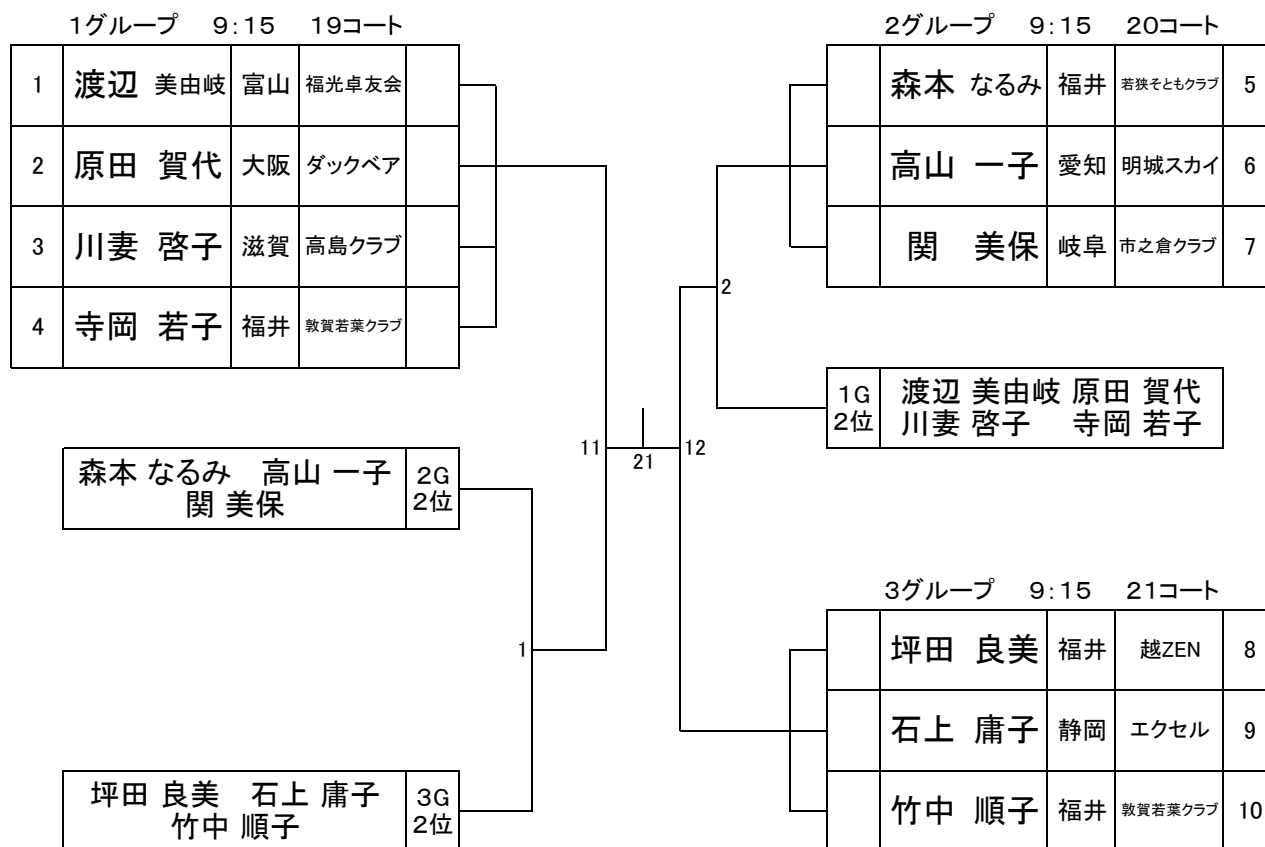 1グループ 9:15 19コート
1 渡辺 美由岐 富山 福光卓友会
2 原田 賀代 大阪 ダックベア
3 川妻 啓子 滋賀 高島クラブ
4 寺岡 若子 福井 敦賀若葉クラブ
森本 なるみ 高山 一子
関 美保
2G
2位
坪田 良美 石上 庸子
竹中 順子
3G
2位
1
11
21
12
2
2グループ 9:15 20コート
森本 なるみ 福井 若狭そともクラブ 5
高山 一子 愛知 明城スカイ 6
関 美保 岐阜 市之倉クラブ 7
1G
2位
渡辺 美由岐 原田 賀代
川妻 啓子 寺岡 若子
3グループ 9:15 21コート
坪田 良美 福井 越ZEN 8
石上 庸子 静岡 エクセル 9
竹中 順子 福井 敦賀若葉クラブ 10